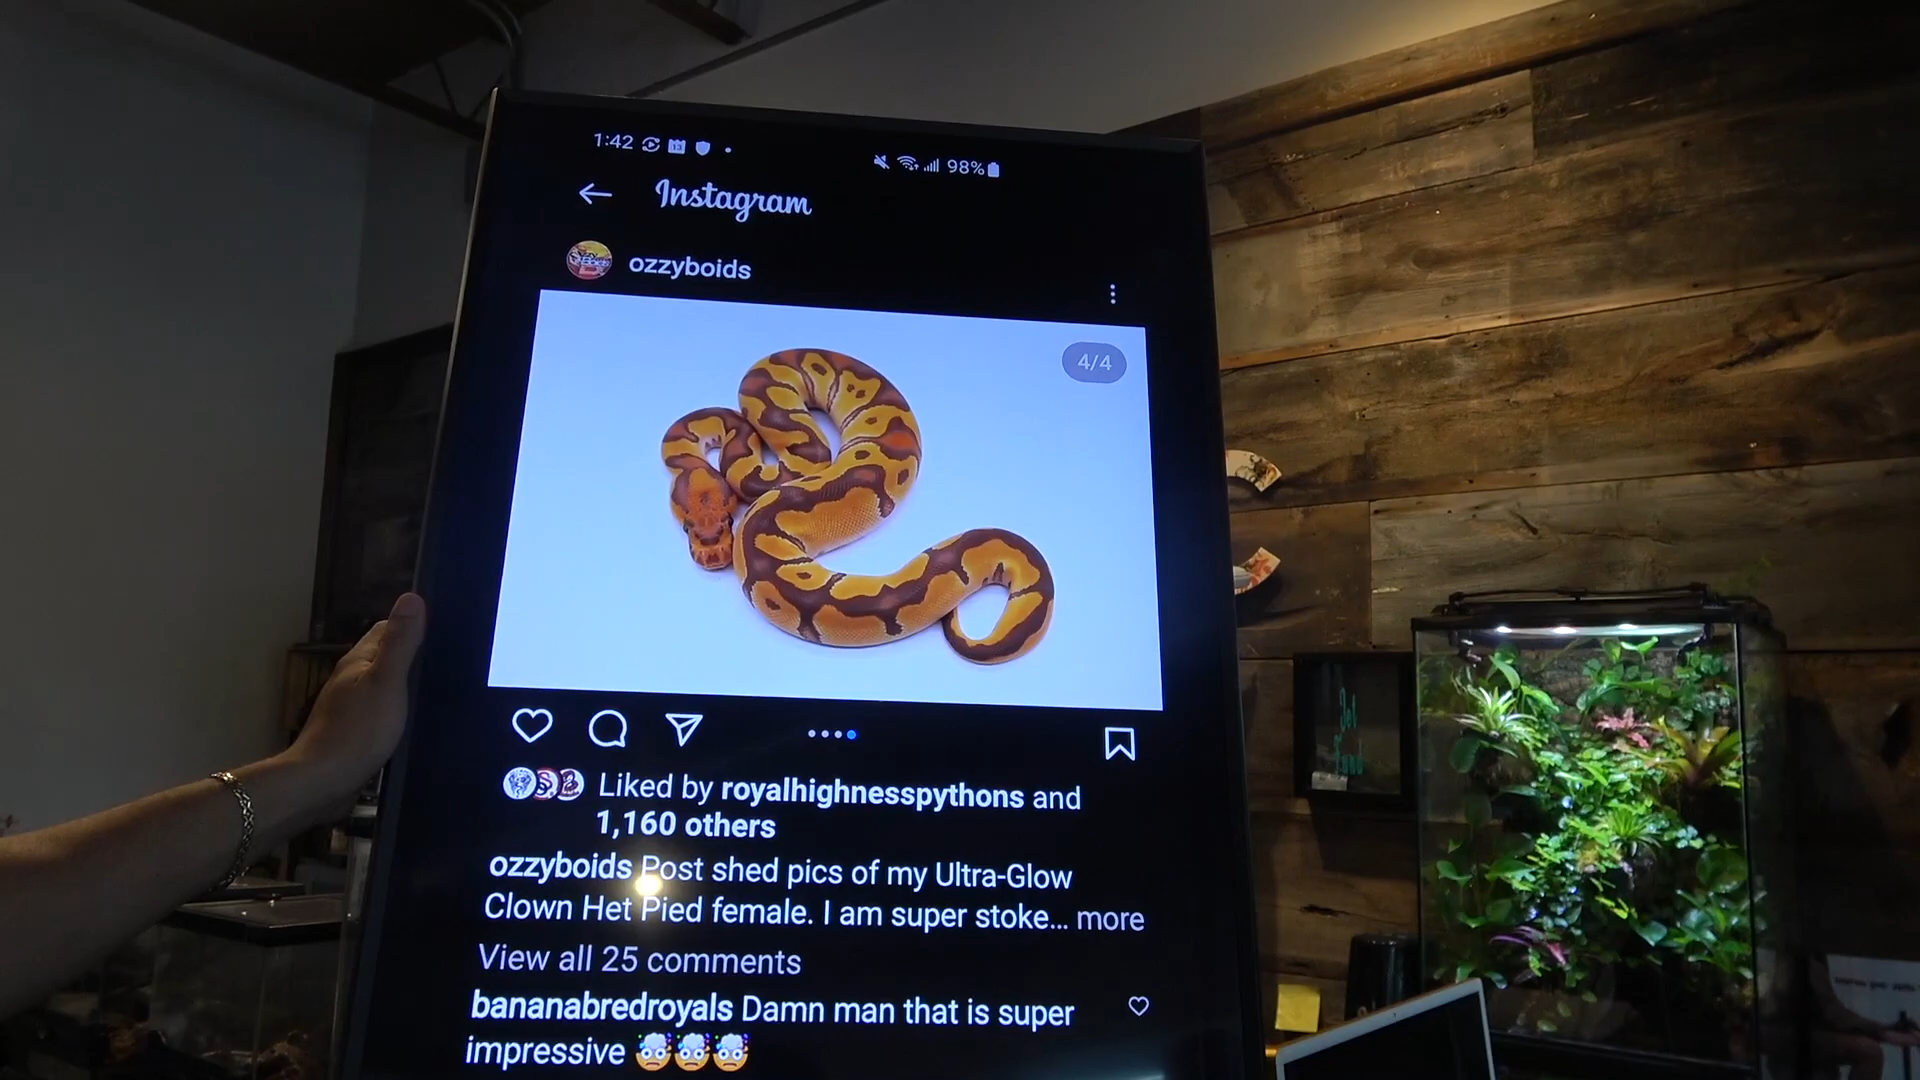 1:42
13
98%
Instagram
ozzyboids
4/4
Liked by royalhighnesspythons and
1,160 others
ozzyboids Post shed pics of my Ultra-Glow
Clown Het Pied female. I am super stoke... more
View all 25 comments
bananabredroyals Damn man that is super
impressive 🤯🤯🤯